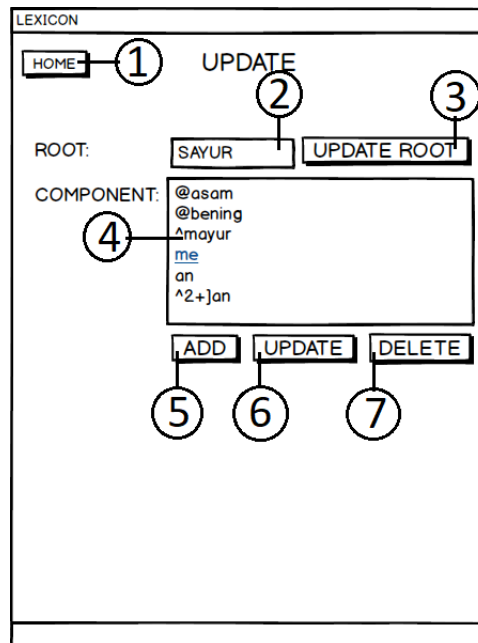 LEXICON
HOME 1 UPDATE
2 3
ROOT: SAYUR UPDATE ROOT
COMPONENT: @asam
@bening
4 ^mayur
me
an
^2+]an
ADD UPDATE DELETE
5 6 7